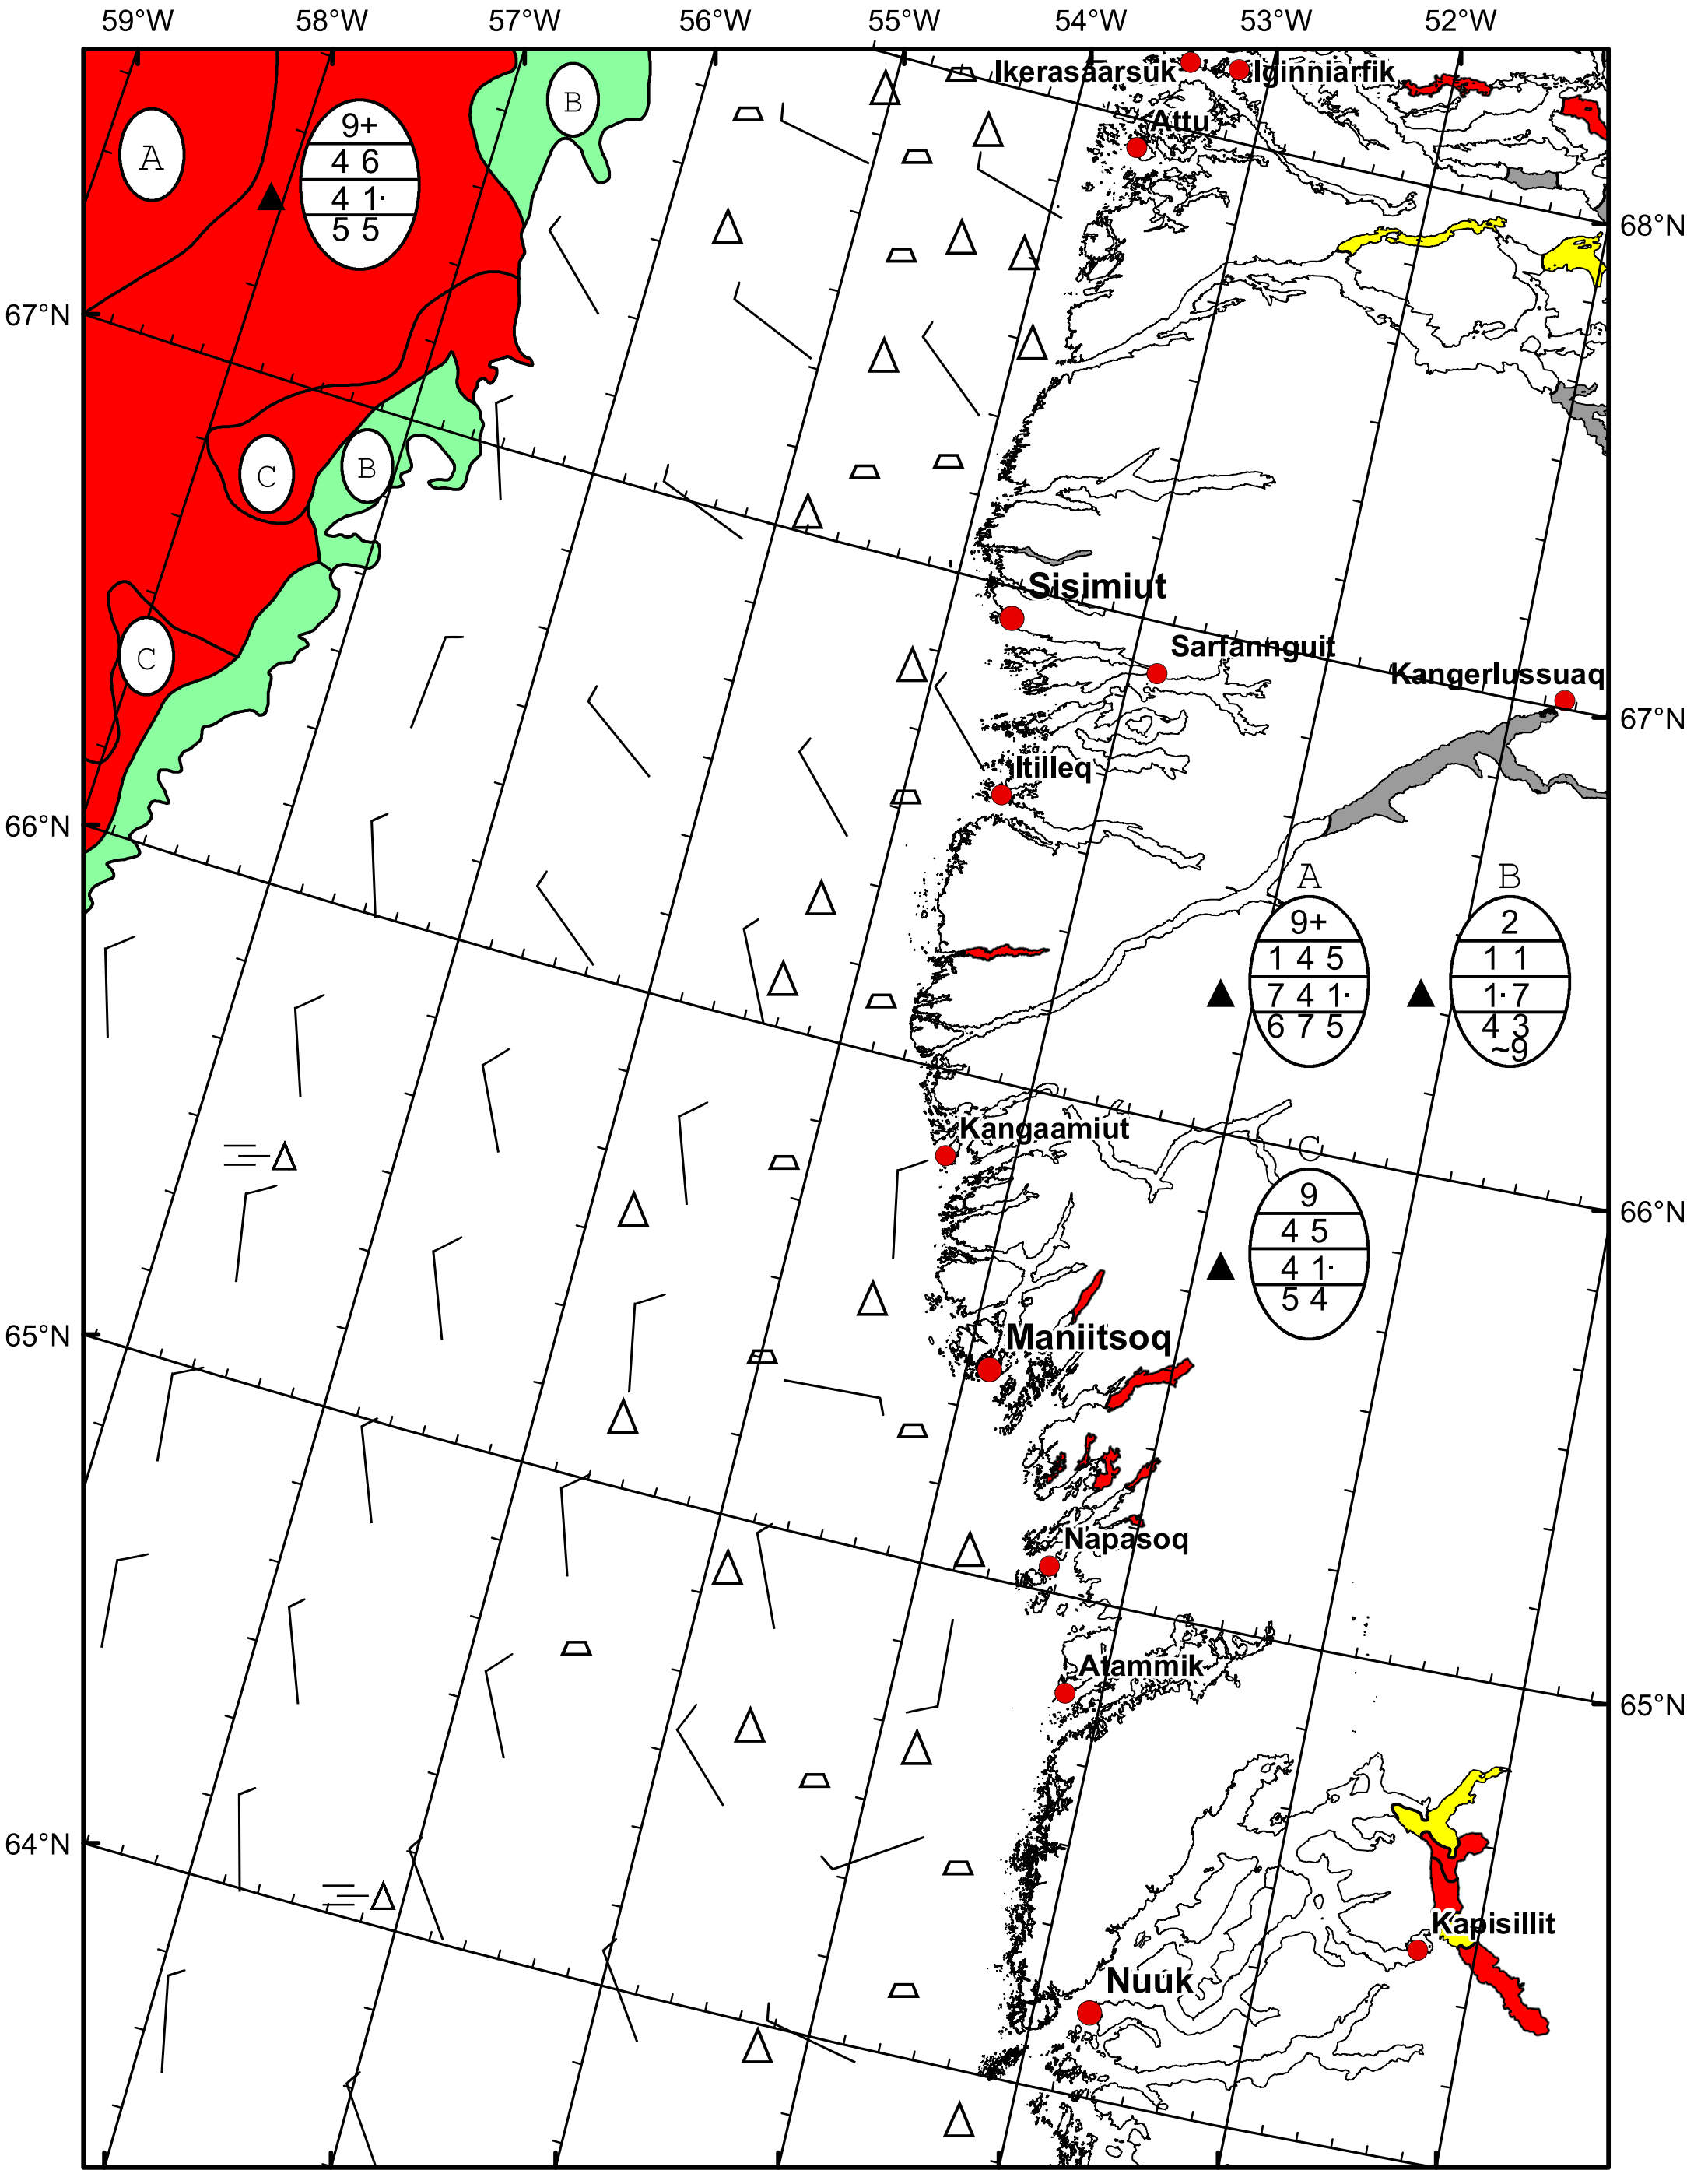 59°W 58°W 57°W 56°W 55°W 54°W 53°W 52°W
Ikerasaarsuk Iginniarfik
B
9+
4 6
4 1·
5 5
A
Attu
68°N
67°N
C
B
Sisimiut
Sarfannguit
C
Kangerlussuaq
67°N
Itilleq
66°N
A
9+
1 4 5
7 4 1·
6 7 5
B
2
1 1
1·7
4 3
~9
Kangaamiut
C
9
4 5
4 1·
5 4
66°N
65°N
Maniitsoq
Napasoq
Atammik
65°N
64°N
Kapisillit
Nuuk